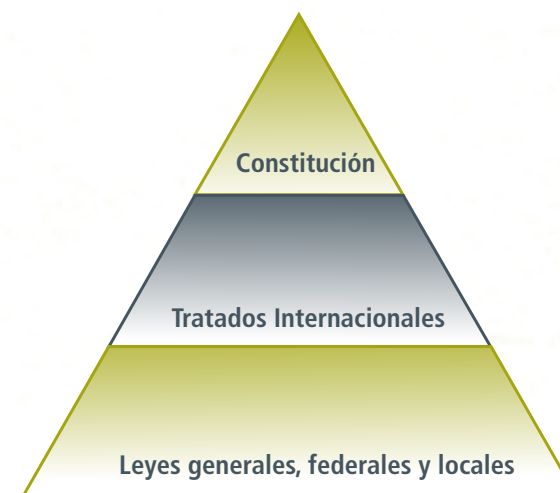 Constitución
Tratados Internacionales
Leyes generales, federales y locales